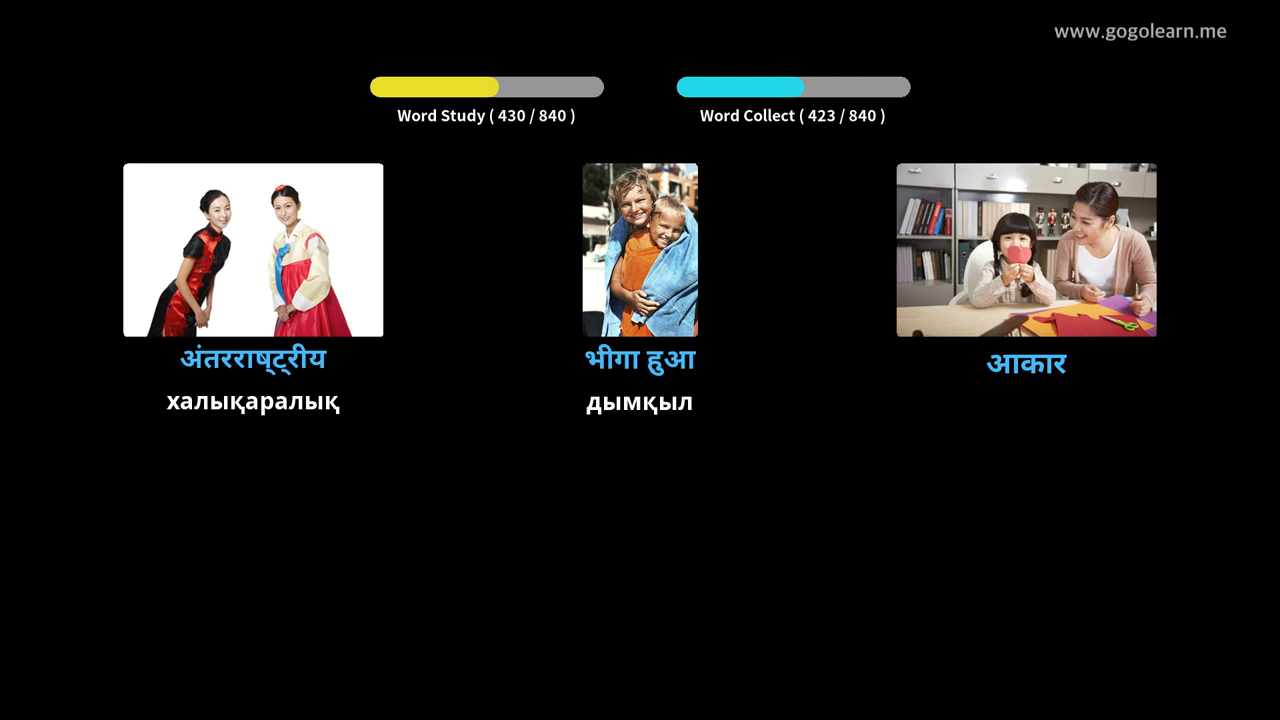 www.gogolearn.me
Word Study ( 430 / 840 )
Word Collect ( 423 / 840 )
अंतरराष्ट्रीय
халықаралық
भीगा हुआ
дымқыл
आकार